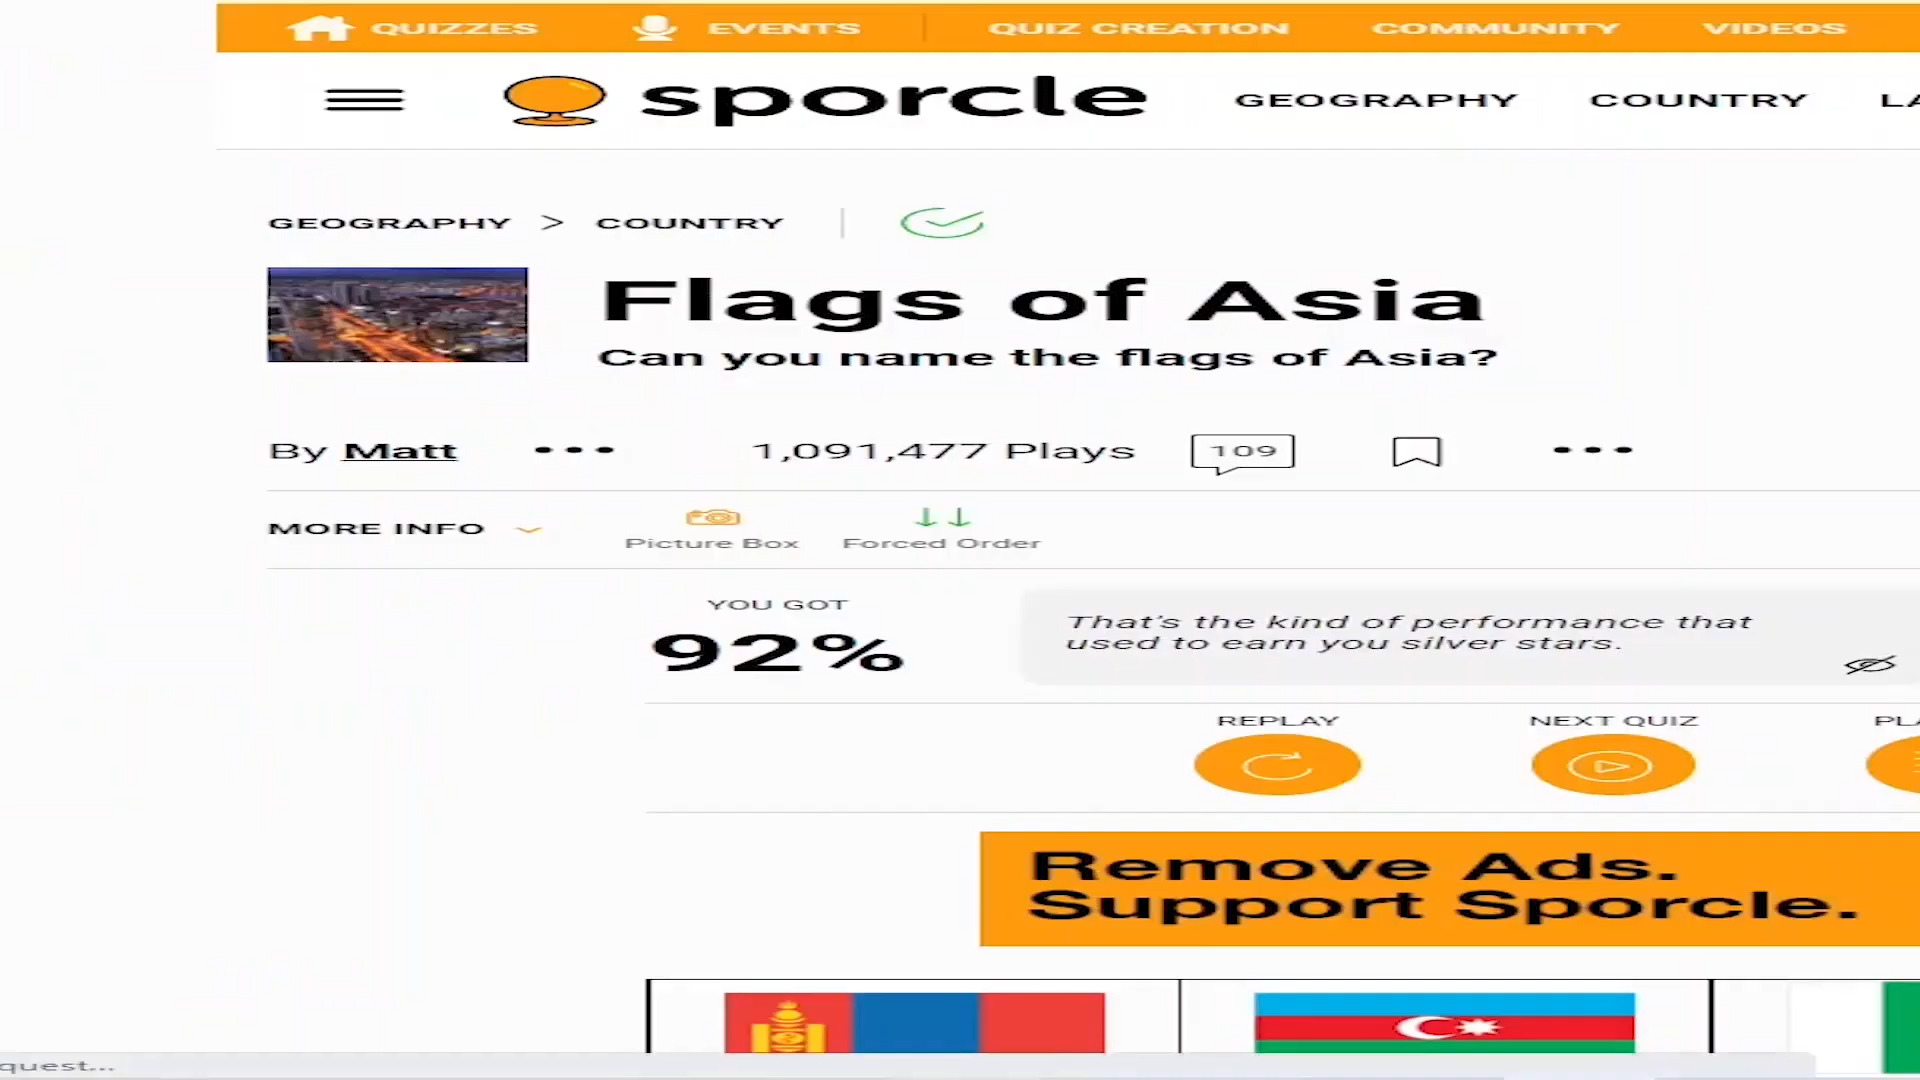 QUIZZES EVENTS QUIZ CREATION COMMUNITY VIDEOS
sporcle GEOGRAPHY COUNTRY
GEOGRAPHY > COUNTRY
Flags of Asia
Can you name the flags of Asia?
By Matt ••• 1,091,477 Plays 109 •••
MORE INFO Picture Box Forced Order
YOU GOT
92%
That's the kind of performance that
used to earn you silver stars.
REPLAY NEXT QUIZ
Remove Ads.
Support Sporcle.
quest...